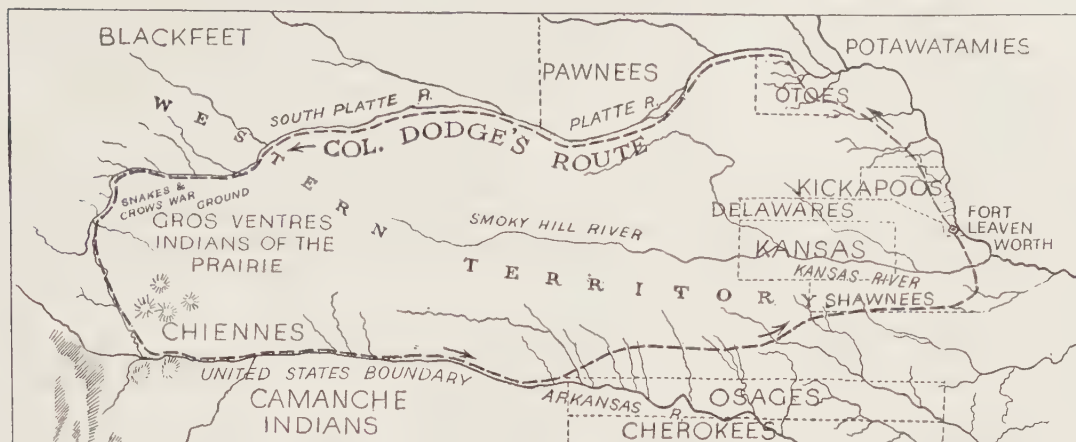 BLACKFEET
POTAWATAMIES
PAWNEES
OTOES
SOUTH PLATTE R.
PLATTE R.
WESTERN
COL. DODGE'S ROUTE
SNAKES &
CROWS WAR GROUND
KICKAPOOS
GROS VENTRES
INDIANS OF THE
PRAIRIE
SMOKY HILL RIVER
DELAWARES
FORT
LEAVEN
WORTH
KANSAS
KANSAS RIVER
TERRITORY
SHAWNEES
CHIENNES
UNITED STATES BOUNDARY
CAMANCHE
INDIANS
ARKANSAS R.
OSAGES
CHEROKEES